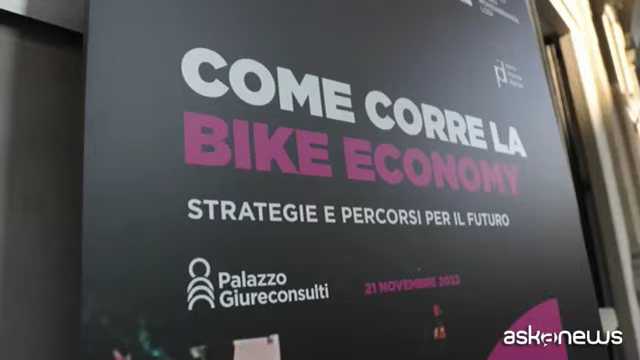 COME CORRE LA
BIKE ECONOMY
STRATEGIE E PERCORSI PER IL FUTURO
Palazzo
Giureconsulti
21 NOVEMBRE 2023
askanews